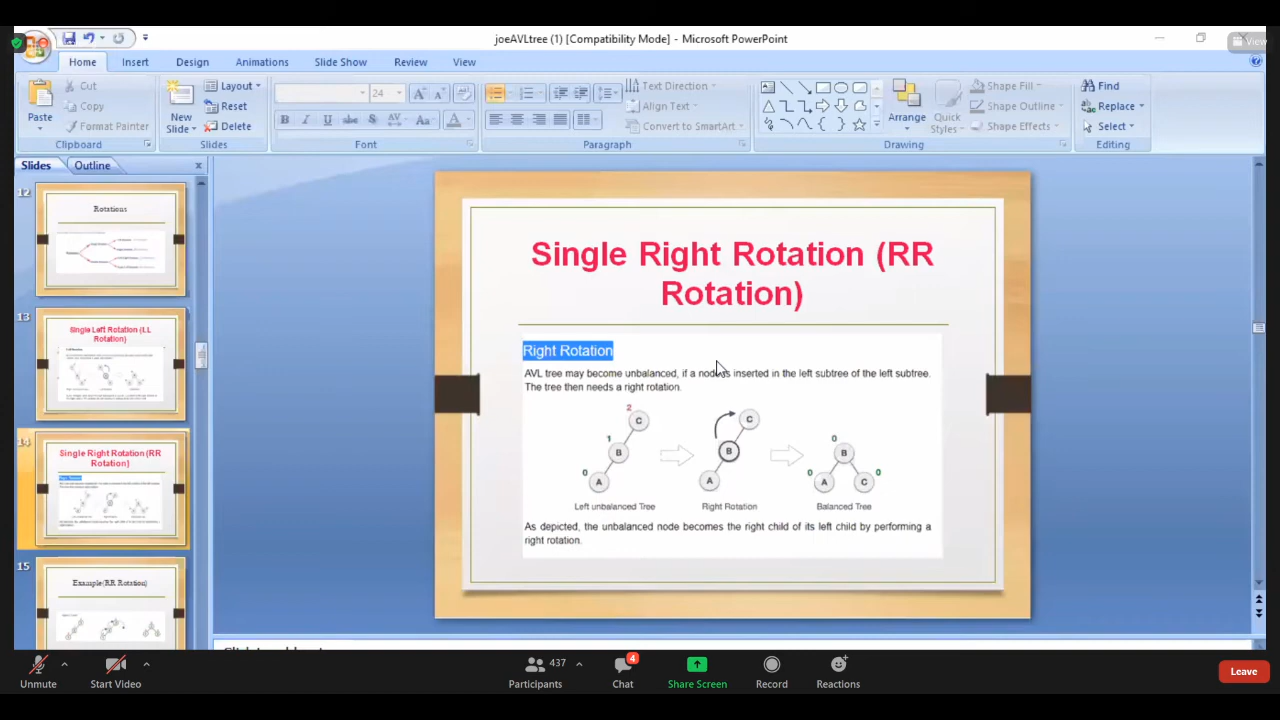 joeAVLtree (1) [Compatibility Mode] - Microsoft PowerPoint
View
Home Insert Design Animations Slide Show Review View
Paste
Cut
Copy
Format Painter
Clipboard
New
Slide
Layout
Reset
Delete
Slides
24
Font
Paragraph
Text Direction
Align Text
Convert to SmartArt
Arrange
Quick
Styles
Shape Fill
Shape Outline
Shape Effects
Drawing
Find
Replace
Select
Editing
Slides Outline
12
Rotations
13
Single Left Rotation (LL
Rotation)
14
Single Right Rotation (RR
Rotation)
15
Example(RR Rotation)
Single Right Rotation (RR
Rotation)
Right Rotation
AVL tree may become unbalanced, if a node is inserted in the left subtree of the left subtree.
The tree then needs a right rotation.
2
C
1
B
0
A
Left unbalanced Tree
C
B
A
Right Rotation
0
B
0
A
0
C
Balanced Tree
As depicted, the unbalanced node becomes the right child of its left child by performing a
right rotation.
Unmute
Start Video
437
Participants
4
Chat
Share Screen
Record
Reactions
Leave